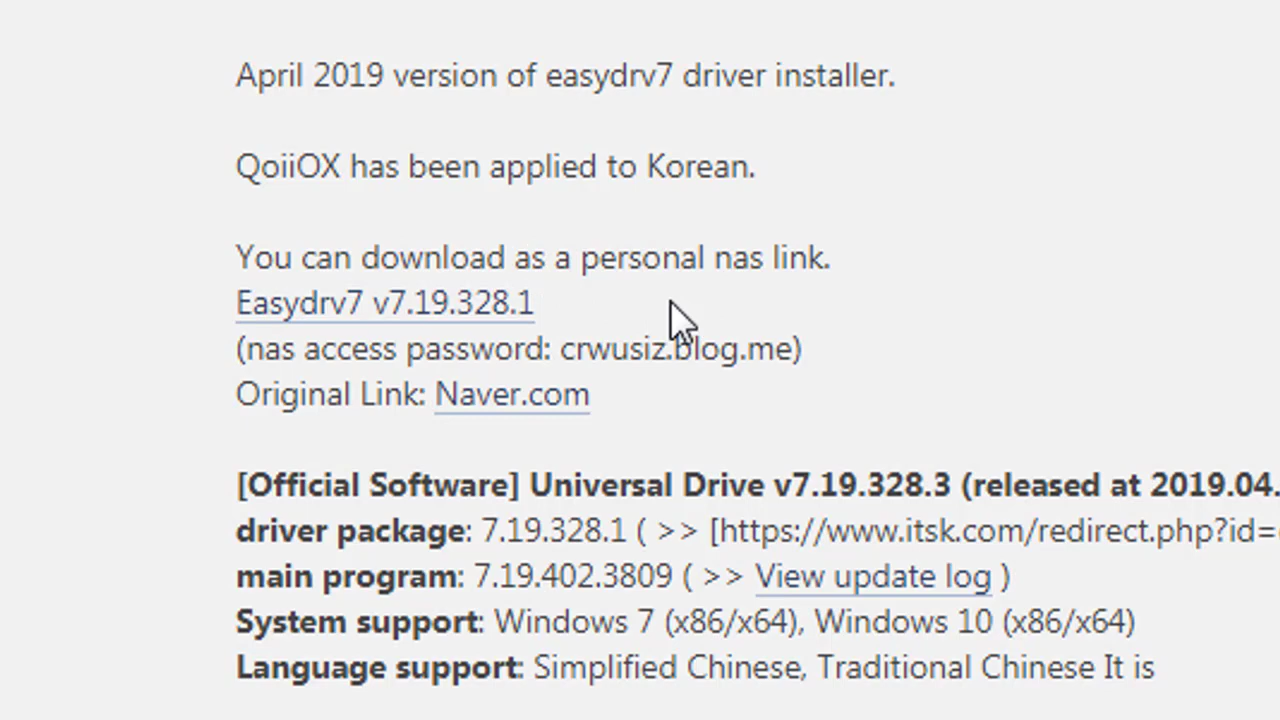 April 2019 version of easydrv7 driver installer.
QoiiOX has been applied to Korean.
You can download as a personal nas link.
Easydrv7 v7.19.328.1
(nas access password: crwusiz.blog.me)
Original Link: Naver.com
[Official Software] Universal Drive v7.19.328.3 (released at 2019.04.
driver package: 7.19.328.1 ( >> [https://www.itsk.com/redirect.php?id=
main program: 7.19.402.3809 ( >> View update log )
System support: Windows 7 (x86/x64), Windows 10 (x86/x64)
Language support: Simplified Chinese, Traditional Chinese It is